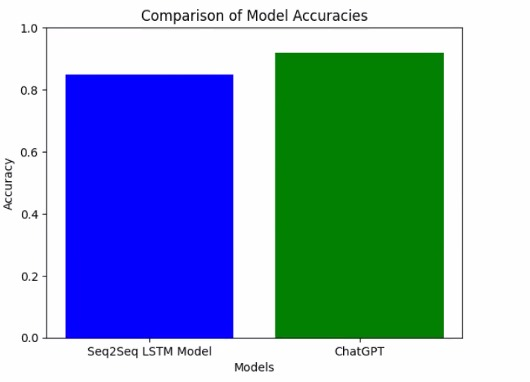 Comparison of Model Accuracies
1.0
0.8
0.6
0.4
0.2
0.0
Accuracy
Seq2Seq LSTM Model
ChatGPT
Models